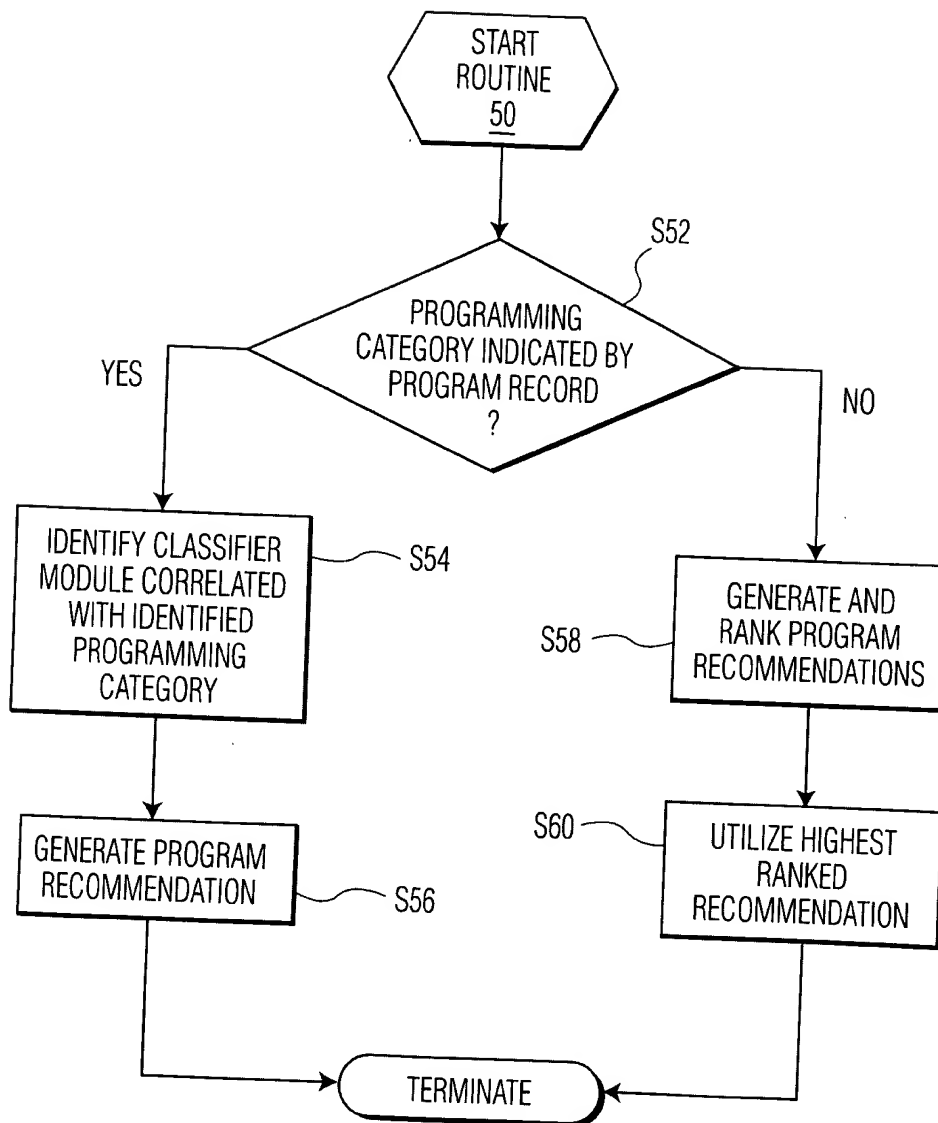 START
ROUTINE
50
S52
PROGRAMMING
CATEGORY INDICATED BY
PROGRAM RECORD
?
YES
NO
IDENTIFY CLASSIFIER
MODULE CORRELATED
WITH IDENTIFIED
PROGRAMMING
CATEGORY
S54
S58
GENERATE AND
RANK PROGRAM
RECOMMENDATIONS
GENERATE PROGRAM
RECOMMENDATION
S56
S60
UTILIZE HIGHEST
RANKED
RECOMMENDATION
TERMINATE